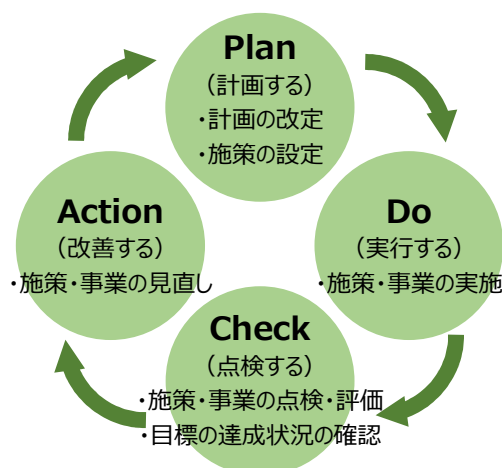 Plan
（計画する）
・計画の改定
・施策の設定
Do
（実行する）
・施策・事業の実施
Check
（点検する）
・施策・事業の点検・評価
・目標の達成状況の確認
Action
（改善する）
・施策・事業の見直し